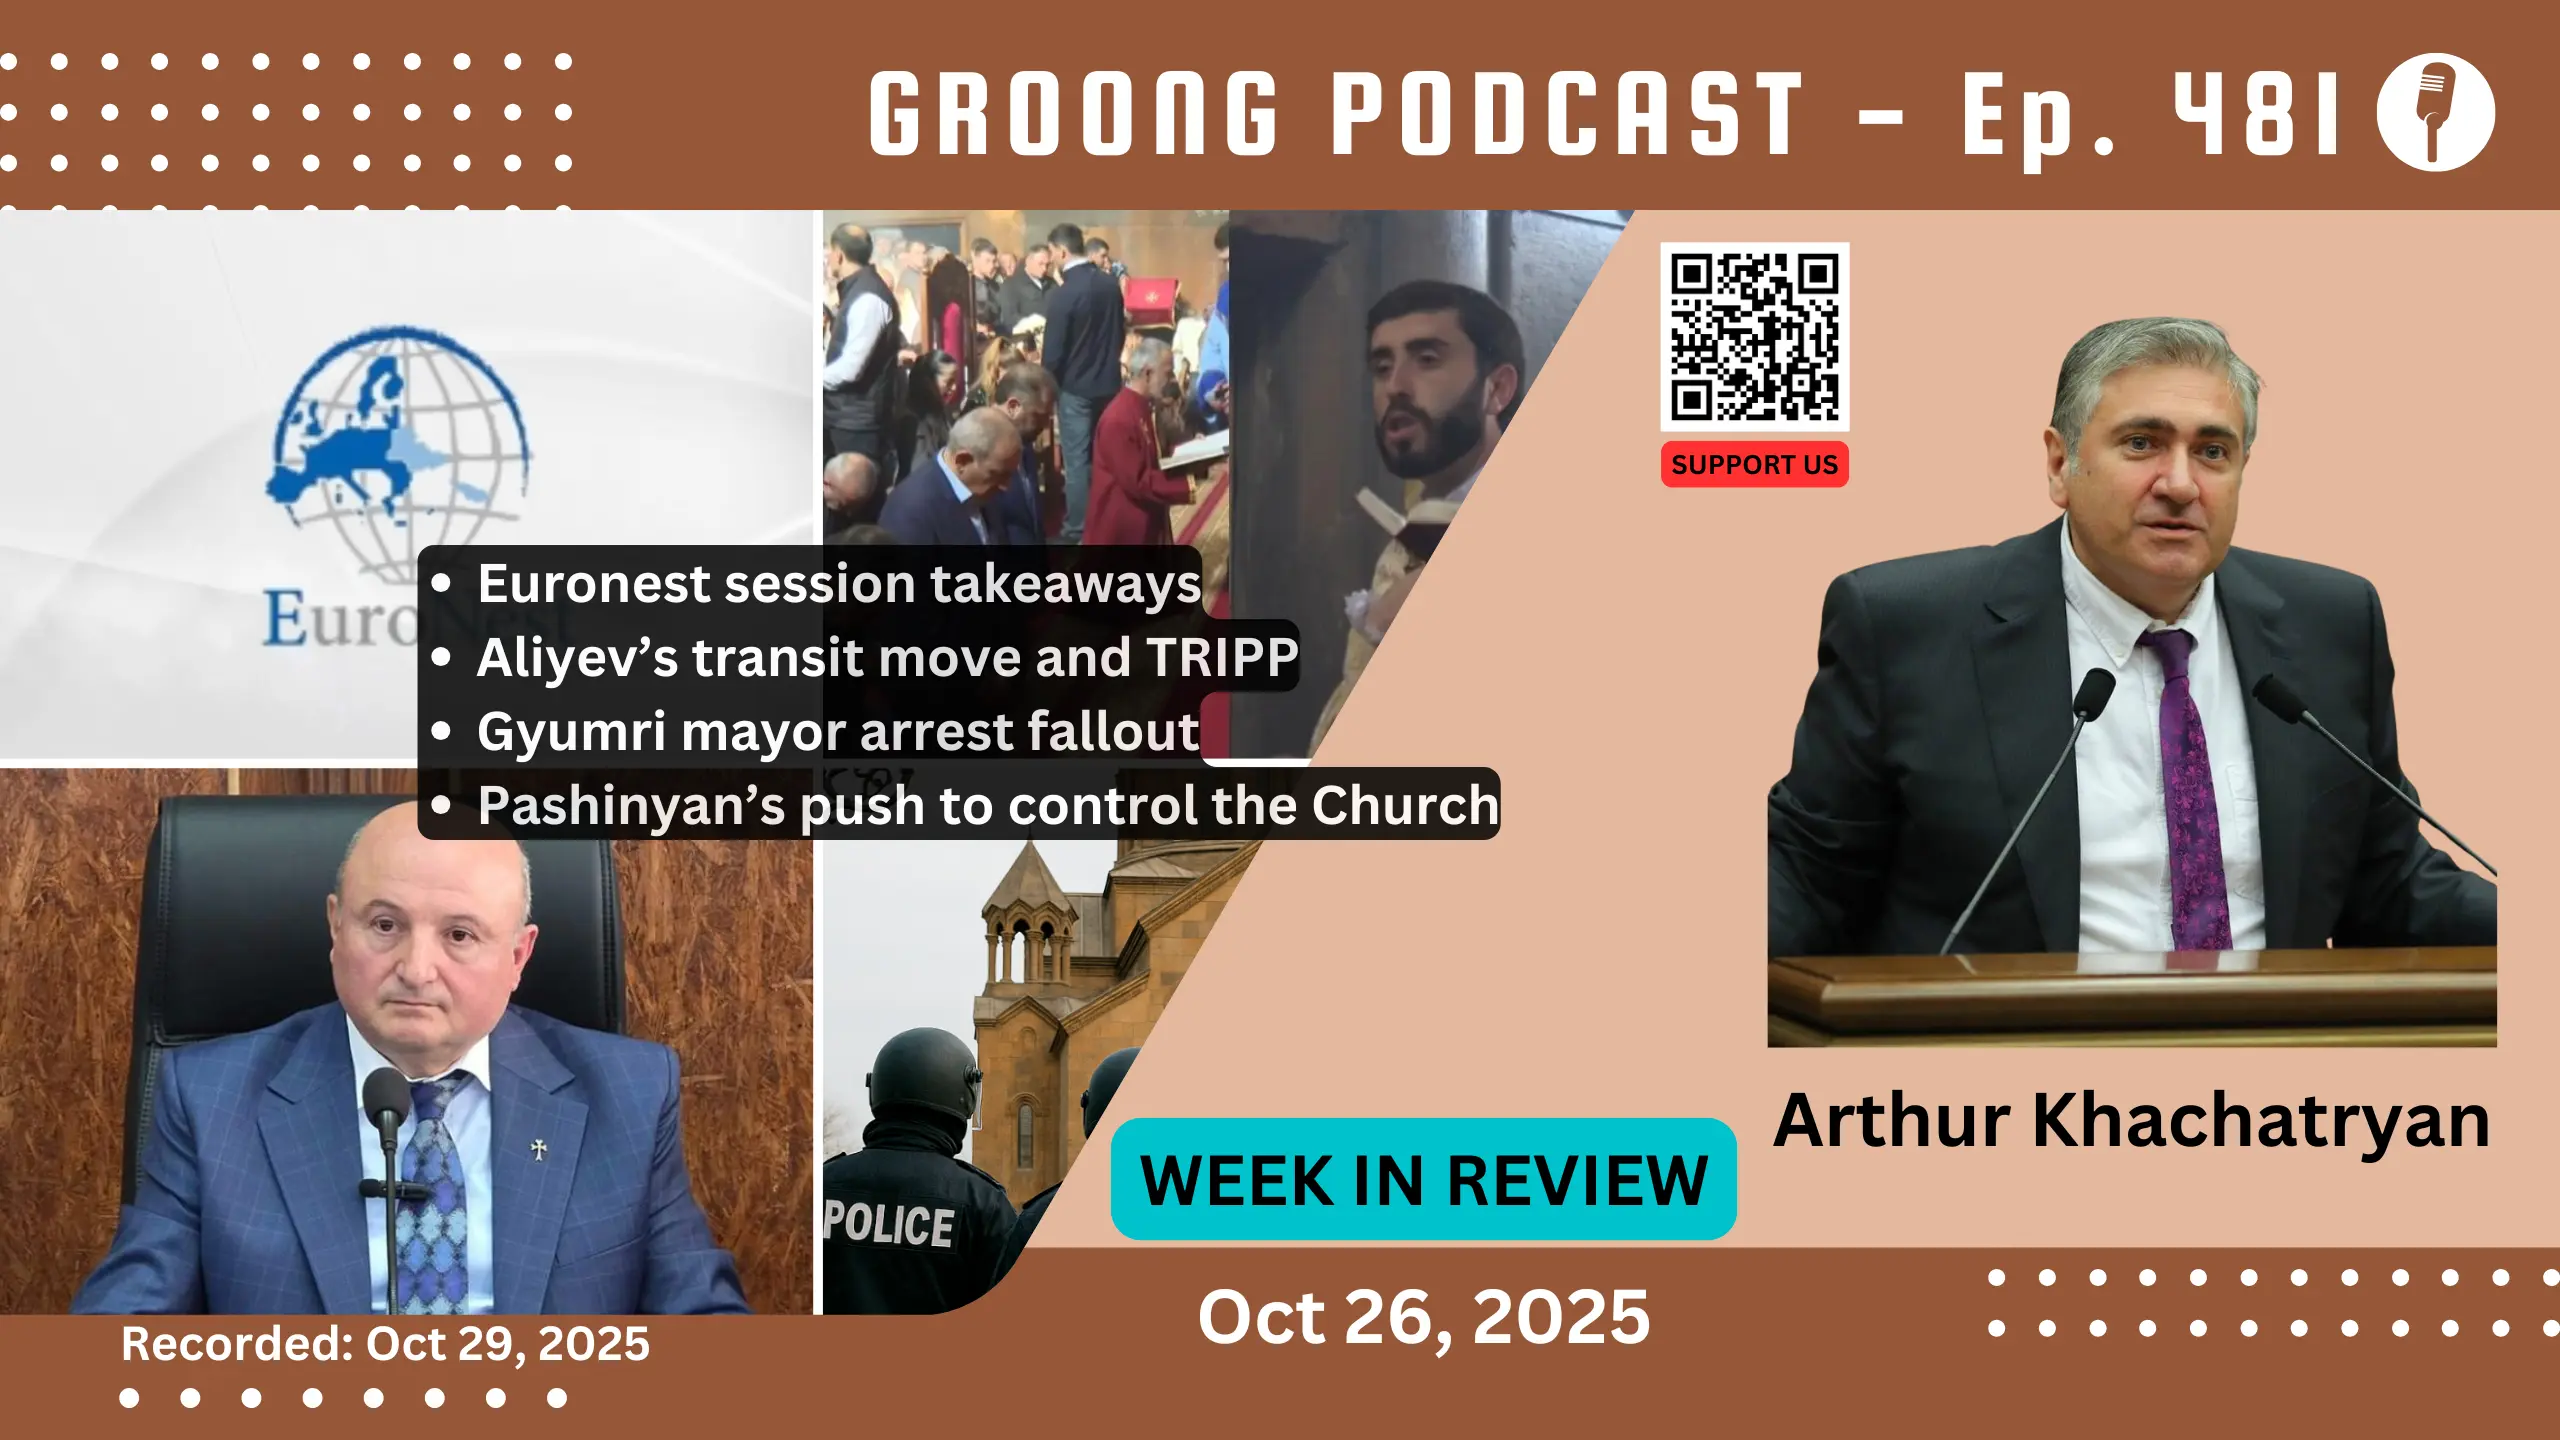 GROONG PODCAST - Ep. 481
SUPPORT US
EuroNest
• Euronest session takeaways
• Aliyev's transit move and TRIPP
• Gyumri mayor arrest fallout
• Pashinyan's push to control the Church
POLICE
Arthur Khachatryan
WEEK IN REVIEW
Oct 26, 2025
Recorded: Oct 29, 2025